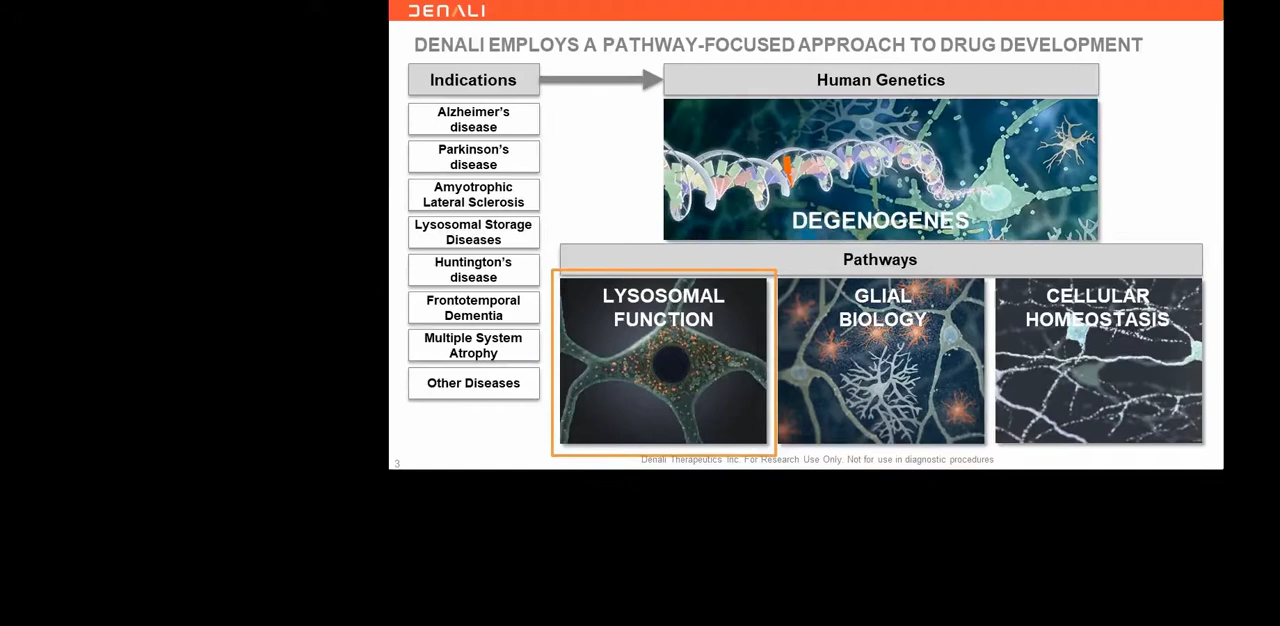 DENALI
DENALI EMPLOYS A PATHWAY-FOCUSED APPROACH TO DRUG DEVELOPMENT
Indications
Alzheimer's
disease
Parkinson's
disease
Amyotrophic
Lateral Sclerosis
Lysosomal Storage
Diseases
Huntington's
disease
Frontotemporal
Dementia
Multiple System
Atrophy
Other Diseases
Human Genetics
DEGENOGENES
Pathways
LYSOSOMAL
FUNCTION
GLIAL
BIOLOGY
CELLULAR
HOMEOSTASIS
Denali Therapeutics Inc. For Research Use Only. Not for use in diagnostic procedures
3